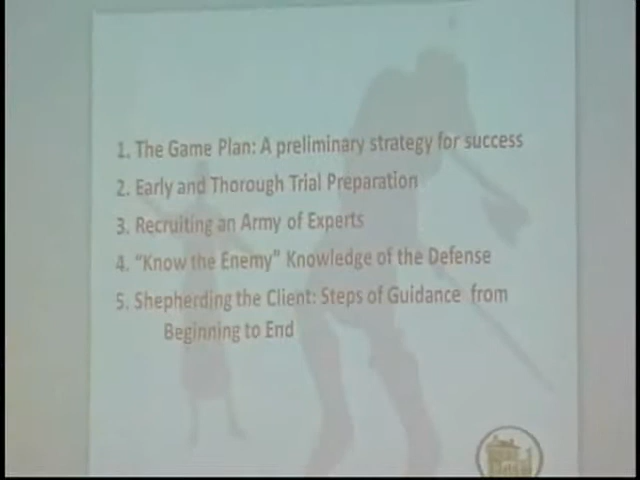 1. The Game Plan: A preliminary strategy for success
2. Early and Thorough Trial Preparation
3. Recruiting an Army of Experts
4. “Know the Enemy” Knowledge of the Defense
5. Shepherding the Client: Steps of Guidance from
Beginning to End